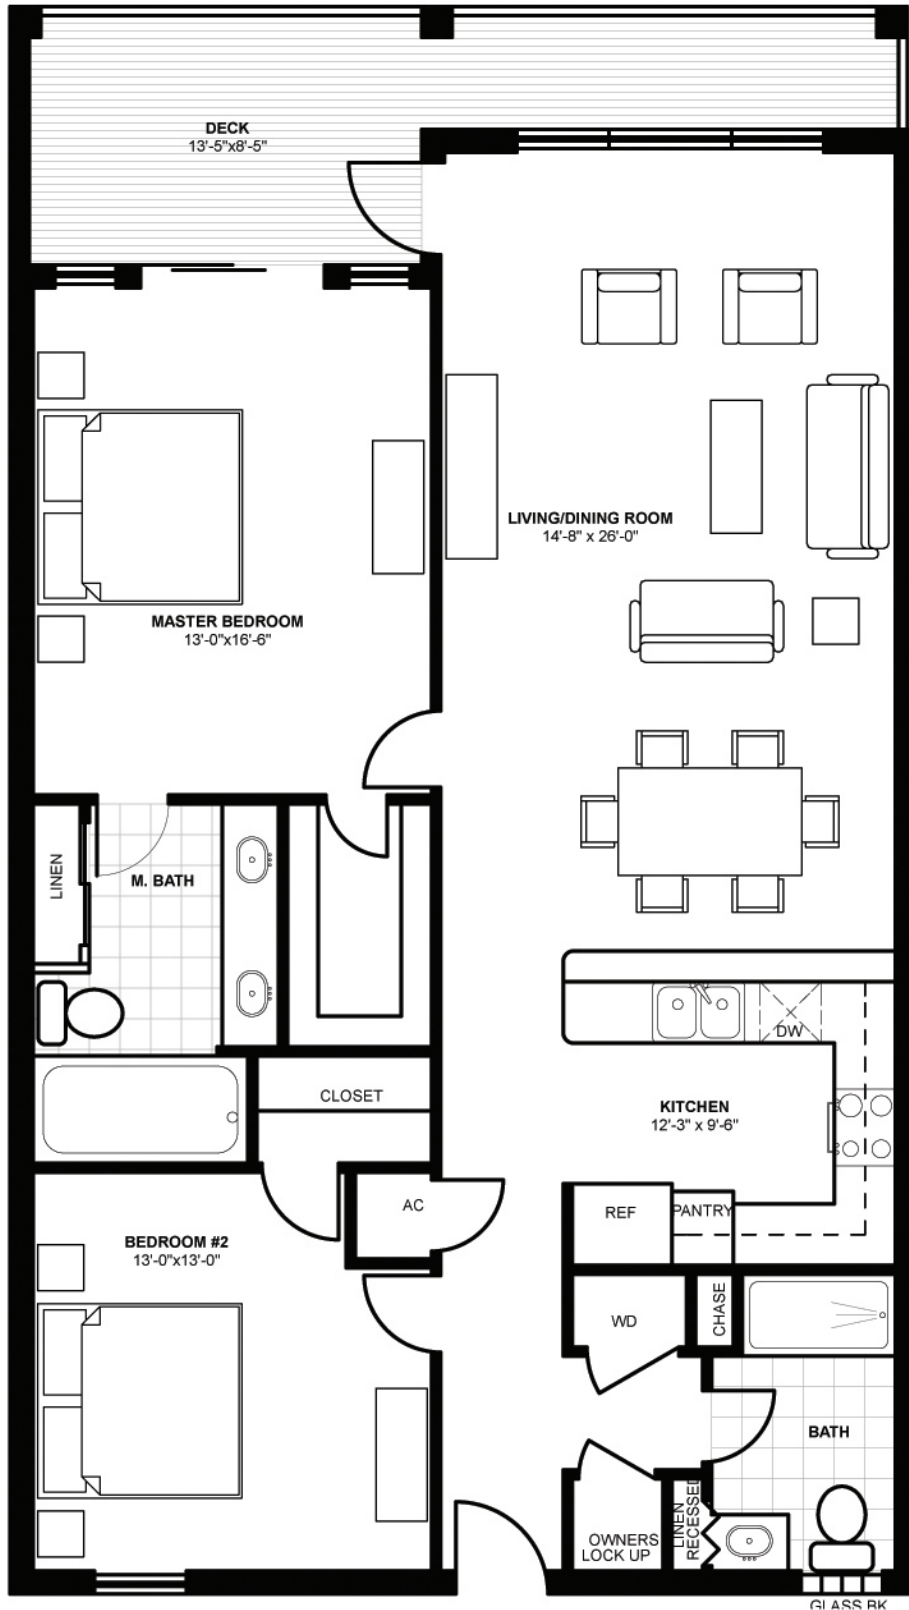 DECK
13'-5"x8'-5"
LIVING/DINING ROOM
14'-8" x 26'-0"
MASTER BEDROOM
13'-0"x16'-6"
LINEN
M. BATH
DW
CLOSET
KITCHEN
12'-3" x 9'-6"
AC
REF
PANTRY
BEDROOM #2
13'-0"x13'-0"
WD
CHASE
BATH
LINEN
RECESSED
OWNERS
LOCK UP
GLASS BK